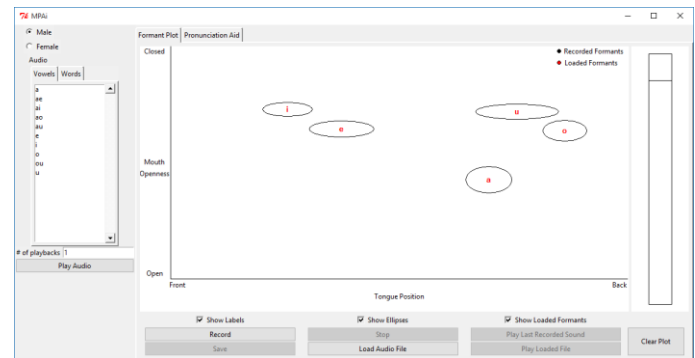 MPAi
Male
Female
Audio
Vowels Words
a
ae
ai
ao
au
e
i
o
ou
u
# of playbacks 1
Play Audio
Formant Plot Pronunciation Aid
Closed
Recorded Formants
Loaded Formants
i
u
e
o
Mouth
Openness
a
Open
Front
Back
Tongue Position
Show Labels
Show Ellipses
Show Loaded Formants
Record
Stop
Play Last Recorded Sound
Save
Load Audio File
Play Loaded File
Clear Plot